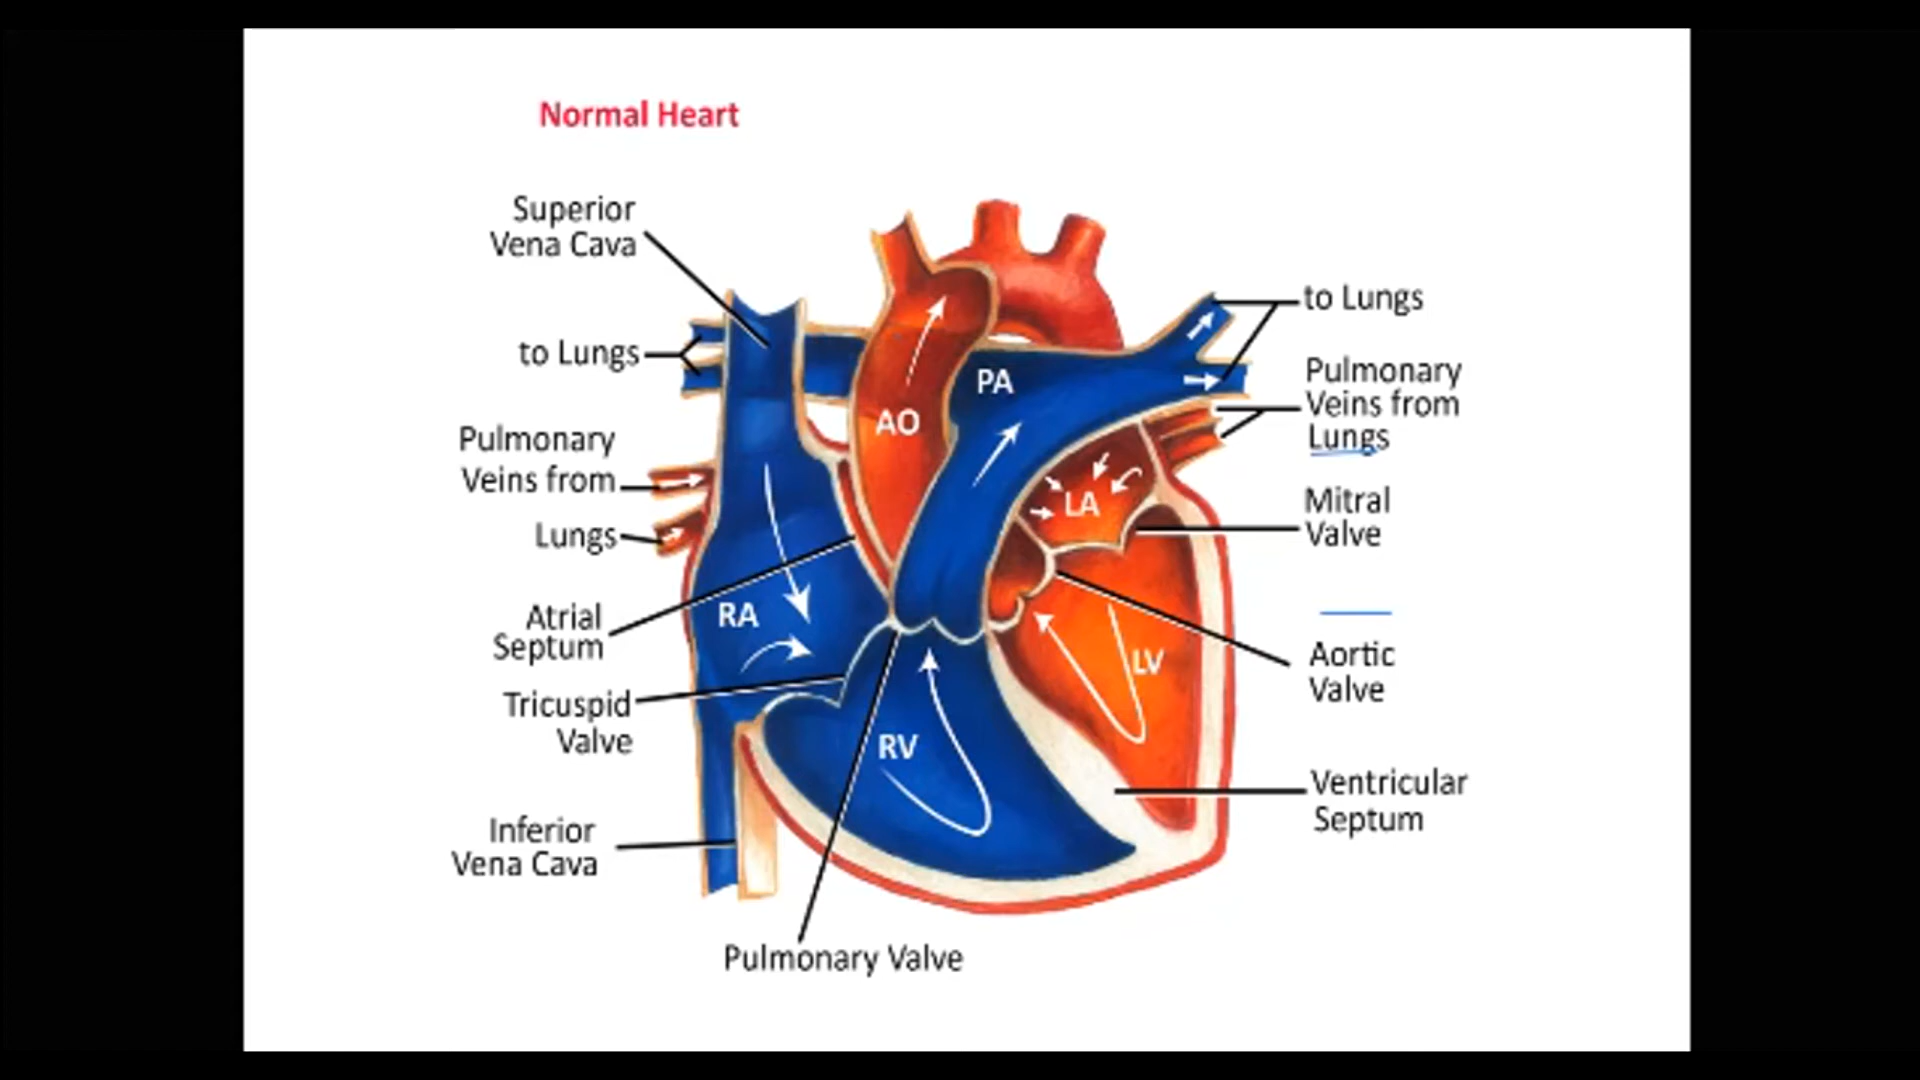 Normal Heart
Superior
Vena Cava
to Lungs
Pulmonary
Veins from
Lungs
Atrial
Septum
Tricuspid
Valve
Inferior
Vena Cava
Pulmonary Valve
AO
PA
LA
RA
LV
RV
to Lungs
Pulmonary
Veins from
Lungs
Mitral
Valve
Aortic
Valve
Ventricular
Septum